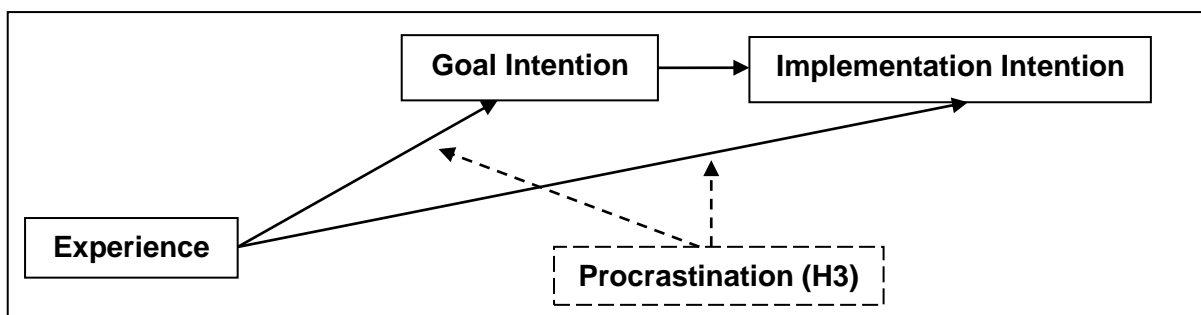 Goal Intention
Implementation Intention
Experience
Procrastination (H3)